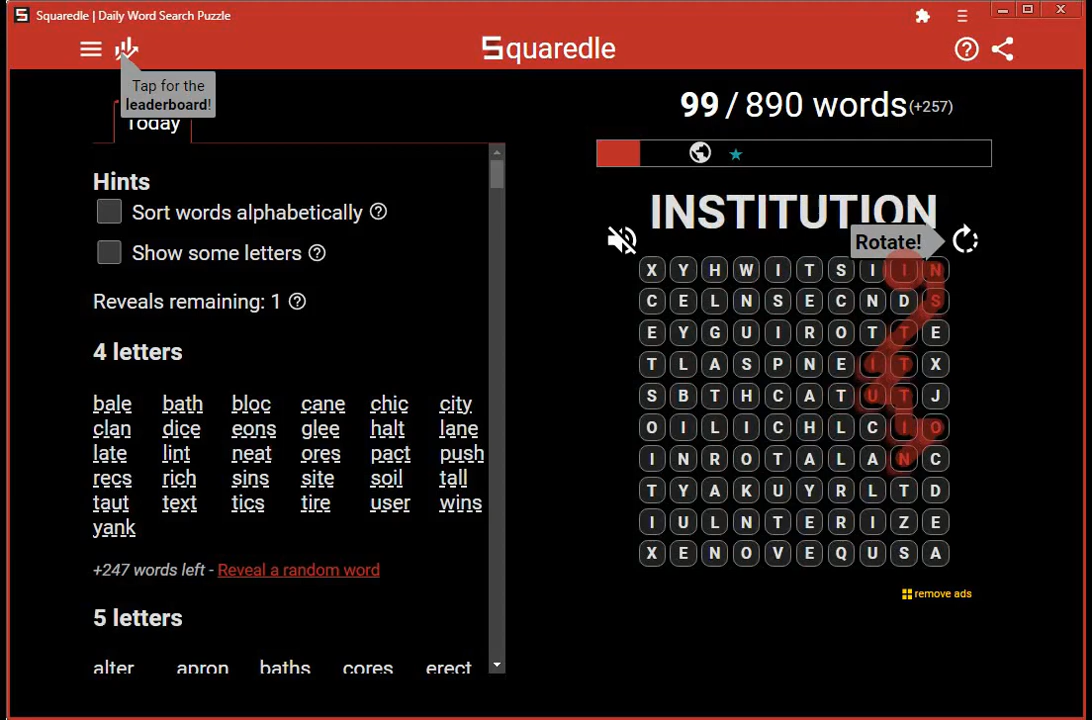 Squaredle | Daily Word Search Puzzle
Squaredle
Tap for the
leaderboard!
Today
Hints
Sort words alphabetically
Show some letters
Reveals remaining: 1
4 letters
bale bath bloc cane chic city
clan dice eons glee halt lane
late lint neat ores pact push
recs rich sins site soil tall
taut text tics tire user wins
yank
+247 words left - Reveal a random word
5 letters
alter apron baths cores erect
99 / 890 words (+257)
INSTITUTION
Rotate!
X Y H W I T S I I N
C E L N S E C N D S
E Y G U I R O T T E
T L A S P N E I T X
S B T H C A T U T J
O I L I C H L C I O
I N R O T A L A N C
T Y A K U Y R L T D
I U L N T E R I Z E
X E N O V E Q U S A
remove ads